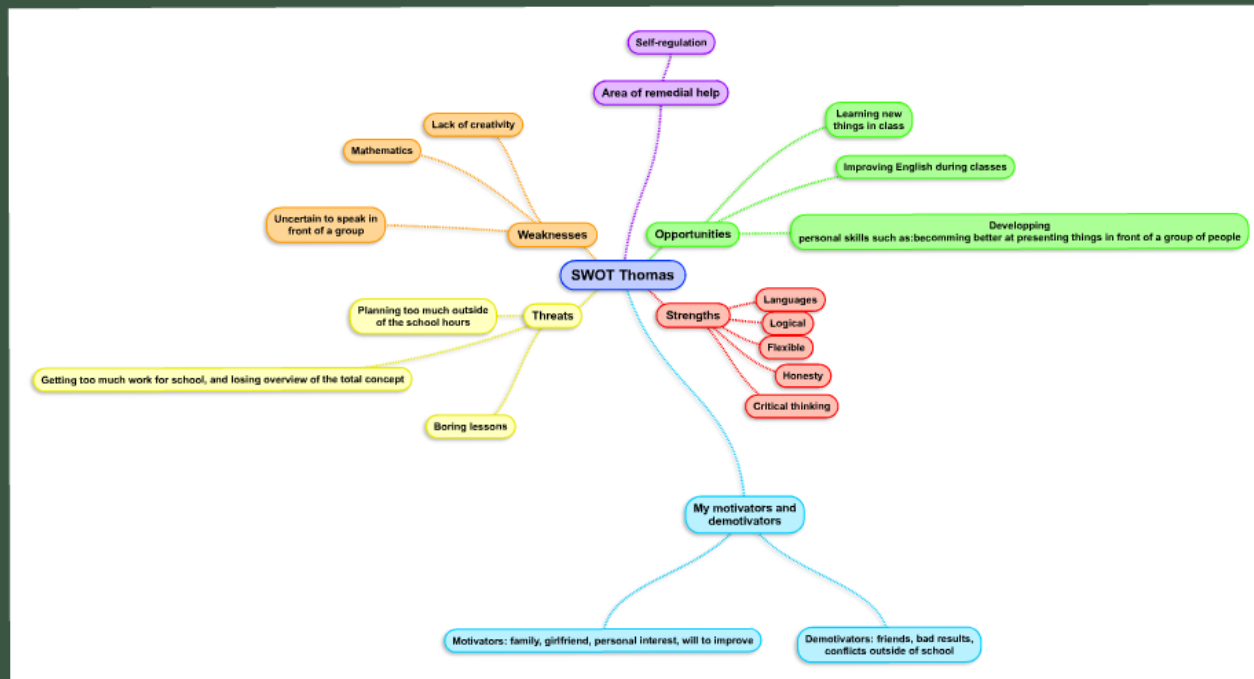 Self-regulation
Area of remedial help
Learning new
things in class
Improving English during classes
Developping
personal skills such as:becomming better at presenting things in front of a group of people
Opportunities
Lack of creativity
Mathematics
Uncertain to speak in
front of a group
Weaknesses
SWOT Thomas
Planning too much outside
of the school hours
Threats
Getting too much work for school, and losing overview of the total concept
Boring lessons
Strengths
Languages
Logical
Flexible
Honesty
Critical thinking
My motivators and
demotivators
Motivators: family, girlfriend, personal interest, will to improve
Demotivators: friends, bad results,
conflicts outside of school